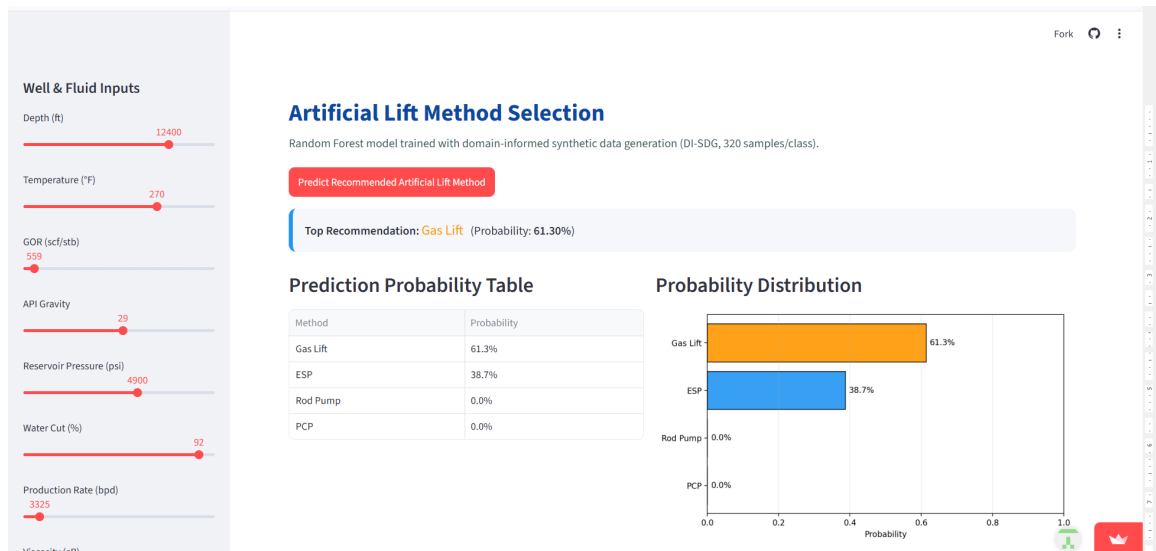 Fork
Well & Fluid Inputs
Depth (ft)
12400
Temperature (°F)
270
GOR (scf/stb)
559
API Gravity
29
Reservoir Pressure (psi)
4900
Water Cut (%)
92
Production Rate (bpd)
3325
Artificial Lift Method Selection
Random Forest model trained with domain-informed synthetic data generation (DI-SDG, 320 samples/class).
Predict Recommended Artificial Lift Method
Top Recommendation: Gas Lift (Probability: 61.30%)
Prediction Probability Table
Method Probability
Gas Lift 61.3%
ESP 38.7%
Rod Pump 0.0%
PCP 0.0%
Probability Distribution
Gas Lift 61.3%
ESP 38.7%
Rod Pump 0.0%
PCP 0.0%
0.0 0.2 0.4 0.6 0.8 1.0
Probability